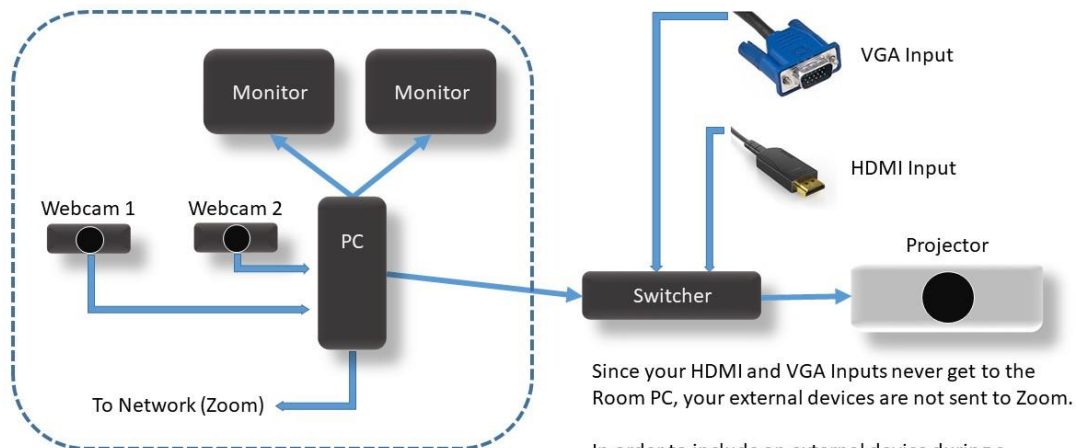 Monitor
Monitor
VGA Input
HDMI Input
Webcam 1
Webcam 2
PC
Projector
Switcher
To Network (Zoom)
Since your HDMI and VGA Inputs never get to the
Room PC, your external devices are not sent to Zoom.
In order to include an external device during a